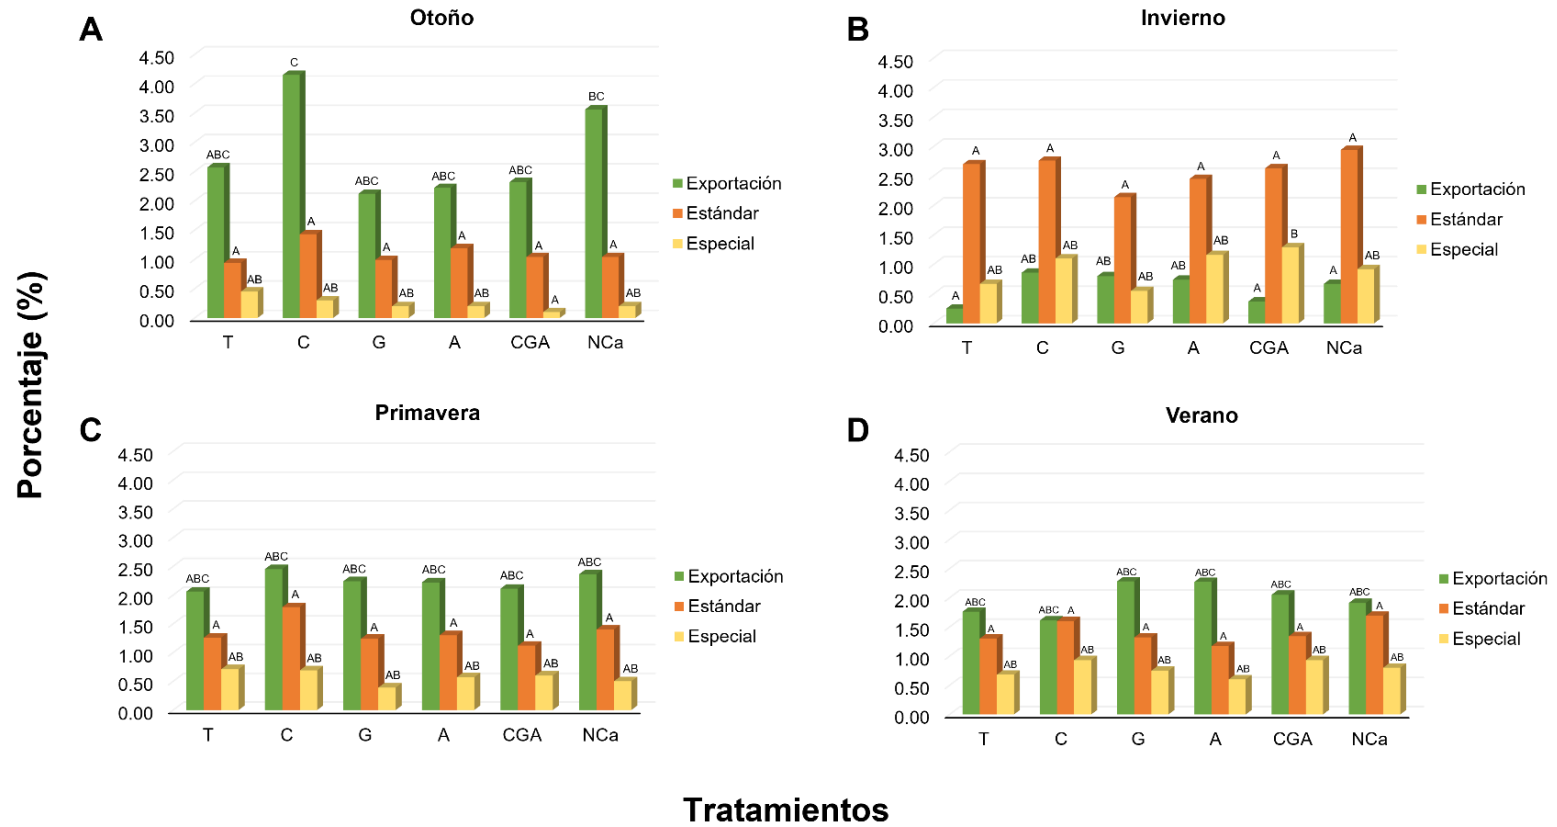 A
Otoño
4.50
4.00
3.50
3.00
2.50
2.00
1.50
1.00
0.50
0.00
ABC A AB
C A AB
ABC A AB
ABC A AB
ABC A A
BC A AB
T C G A CGA NCa
Exportación
Estándar
Especial
B
Invierno
4.50
4.00
3.50
3.00
2.50
2.00
1.50
1.00
0.50
0.00
A A AB
AB A AB
AB A AB
AB A AB
A A B
A A AB
T C G A CGA NCa
Exportación
Estándar
Especial
Porcentaje (%)
C
Primavera
4.50
4.00
3.50
3.00
2.50
2.00
1.50
1.00
0.50
0.00
ABC A AB
ABC A AB
ABC A AB
ABC A AB
ABC A AB
ABC A AB
T C G A CGA NCa
Exportación
Estándar
Especial
D
Verano
4.50
4.00
3.50
3.00
2.50
2.00
1.50
1.00
0.50
0.00
ABC A AB
ABC A AB
ABC A AB
ABC A AB
ABC A AB
ABC A AB
T C G A CGA NCa
Exportación
Estándar
Especial
Tratamientos